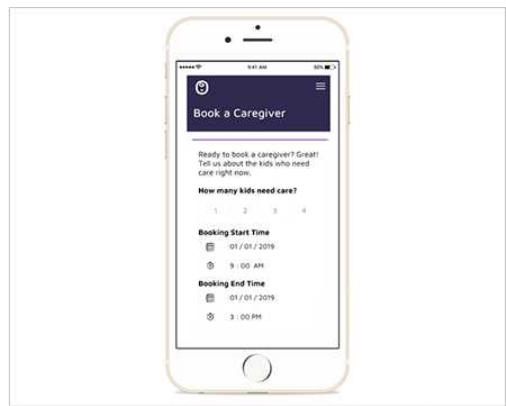 9:41 AM 50%
Book a Caregiver
Ready to book a caregiver? Great!
Tell us about the kids who need
care right now.
How many kids need care?
1 2 3 4
Booking Start Time
01 / 01 / 2019
9 : 00 AM
Booking End Time
01 / 01 / 2019
3 : 00 PM